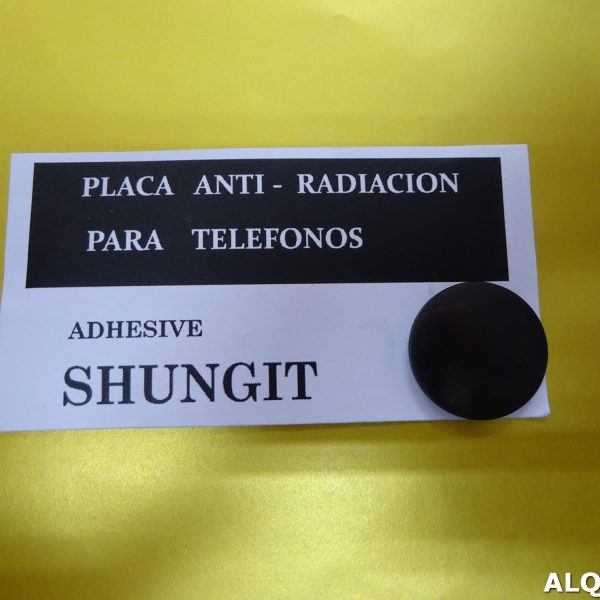 PLACA ANTI - RADIACION
PARA TELEFONOS
ADHESIVE
SHUNGIT
ALQ